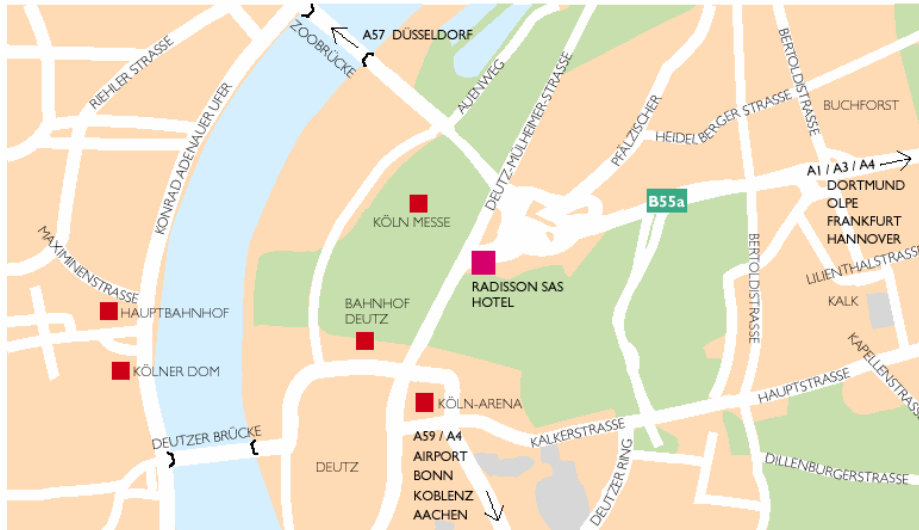 A57 DÜSSELDORF
ZOOBRÜCKE
RIEHLER STRASSE
KONRAD ADENAUER UFER
AUENWEG
DEUTZ-MÜLHEIMER-STRASSE
PFÄLZISCHER
BERTOLDISTRASSE
BERTOLDISTRASSE
BUCHFORST
HEIDELBERGER STRASSE
A1 / A3 / A4
DORTMUND
OLPE
FRANKFURT
HANNOVER
B55a
KÖLN MESSE
MAXIMINENSTRASSE
BERTOLDISTRASSE
LILIENTHALSTRASSE
RADISSON SAS
HOTEL
KALK
BAHNHOF
DEUTZ
HAUPTBAHNHOF
KAPELLENSTRASSE
KÖLNER DOM
HAUPTSTRASSE
KÖLN-ARENA
DEUTZER BRÜCKE
KALKERSTRASSE
A59 / A4
AIRPORT
BONN
KOBLENZ
AACHEN
DEUTZ
DEUTZER RING
DILLENBURGERSTRASSE